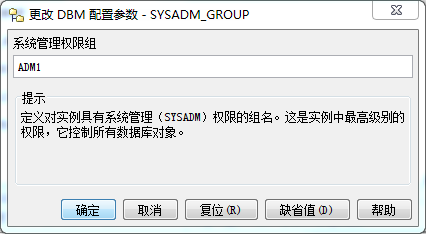 更改 DBM 配置参数 - SYSADM_GROUP
系统管理权限组
ADM1
提示
定义对实例具有系统管理（SYSADM）权限的组名。这是实例中最高级别的
权限，它控制所有数据库对象。
确定 取消 复位(R) 缺省值(D) 帮助